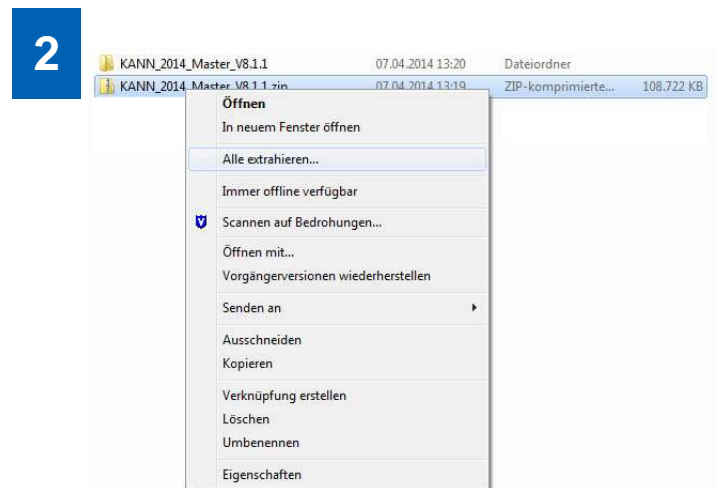 2
KANN_2014_Master_V8.1.1 07.04.2014 13:20 Dateiordner
KANN_2014_Master_V8.1.1.zip 07.04.2014 13:19 ZIP-komprimierte... 108.722 KB
Öffnen
In neuem Fenster öffnen
Alle extrahieren...
Immer offline verfügbar
Scannen auf Bedrohungen...
Öffnen mit...
Vorgängerversionen wiederherstellen
Senden an
Ausschneiden
Kopieren
Verknüpfung erstellen
Löschen
Umbenennen
Eigenschaften